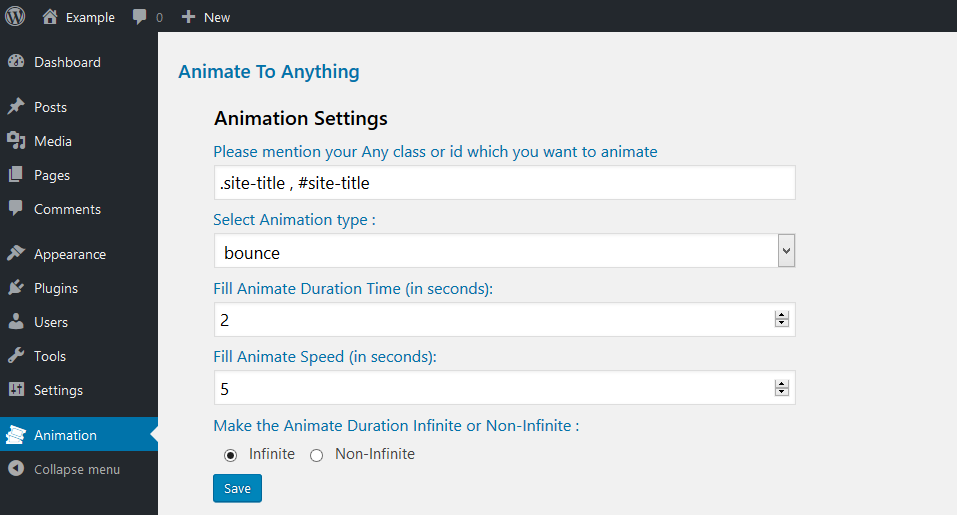 Example 0 New
Dashboard
Posts
Media
Pages
Comments
Appearance
Plugins
Users
Tools
Settings
Animation
Collapse menu
Animate To Anything
Animation Settings
Please mention your Any class or id which you want to animate
.site-title , #site-title
Select Animation type :
bounce
Fill Animate Duration Time (in seconds):
2
Fill Animate Speed (in seconds):
5
Make the Animate Duration Infinite or Non-Infinite :
Infinite Non-Infinite
Save